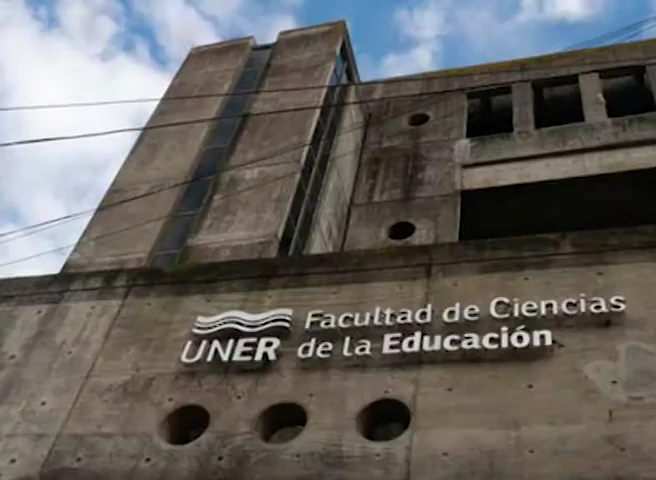 UNER
Facultad de Ciencias
de la Educación